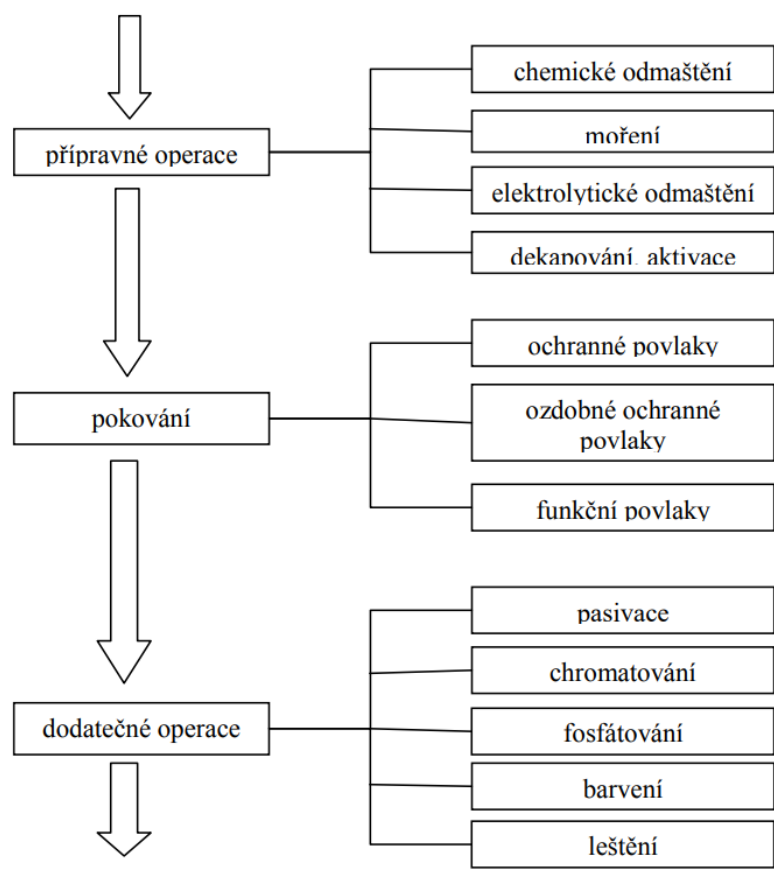 přípravné operace
chemické odmaštění
moření
elektrolytické odmaštění
dekapování, aktivace
pokování
ochranné povlaky
ozdobné ochranné
povlaky
funkční povlaky
dodatečné operace
pasivace
chromatování
fosfátování
barvení
leštění